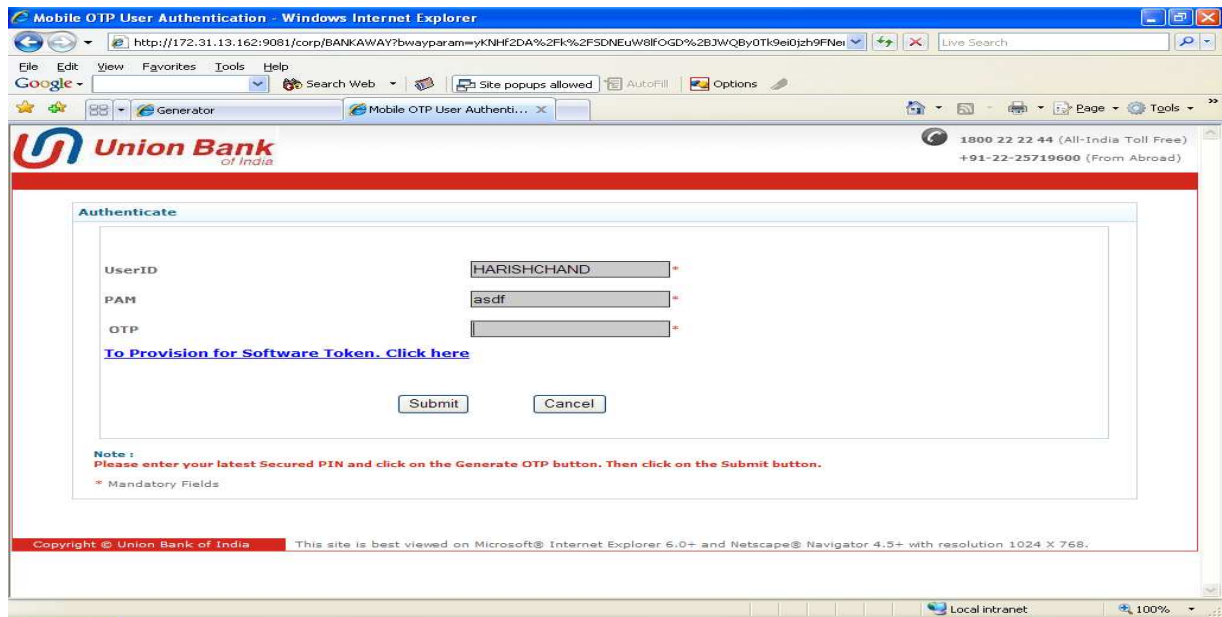 Mobile OTP User Authentication - Windows Internet Explorer
http://172.31.13.162:9081/corp/BANKAWAY?bwayparam=yKNHf2DA%2Fk%2FSDNEuW8lfOGD%2BJWQBy0Tk9ei0jzh9FNei
Live Search
File Edit View Favorites Tools Help
Google
Search Web
Site popups allowed
AutoFill
Options
Generator
Mobile OTP User Authenti...
Page
Tools
Union Bank
of India
1800 22 22 44 (All-India Toll Free)
+91-22-25719600 (From Abroad)
Authenticate
UserID HARISHCHAND *
PAM asdf *
OTP *
To Provision for Software Token. Click here
Submit Cancel
Note :
Please enter your latest Secured PIN and click on the Generate OTP button. Then click on the Submit button.
* Mandatory Fields
Copyright © Union Bank of India This site is best viewed on Microsoft® Internet Explorer 6.0+ and Netscape® Navigator 4.5+ with resolution 1024 X 768.
Local intranet 100%